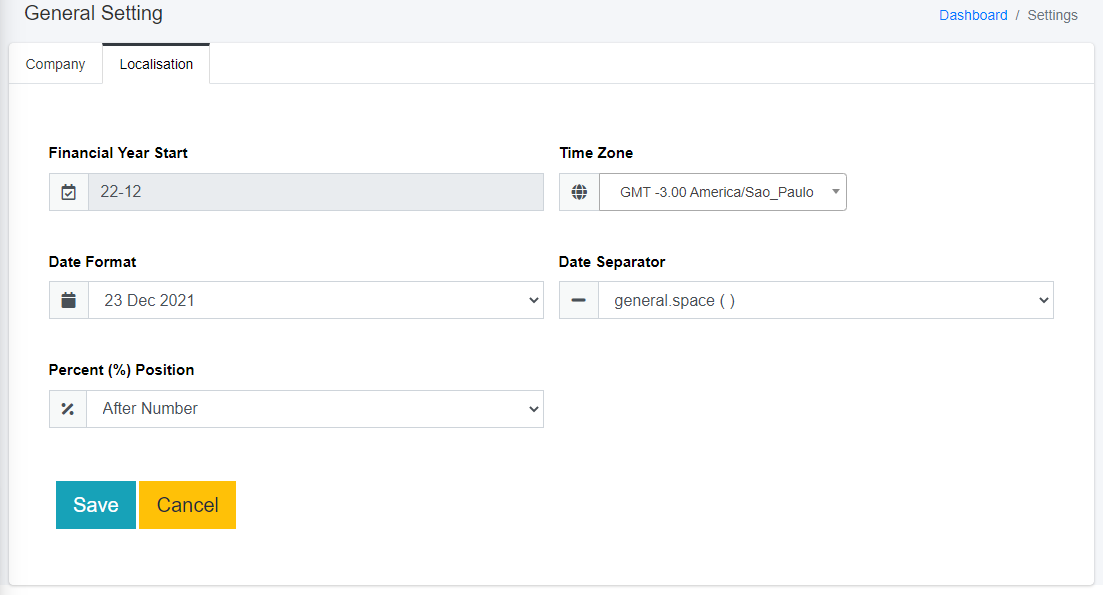 General Setting
Dashboard / Settings
Company
Localisation
Financial Year Start
Time Zone
22-12
GMT -3.00 America/Sao_Paulo
Date Format
Date Separator
23 Dec 2021
general.space ( )
Percent (%) Position
After Number
Save
Cancel